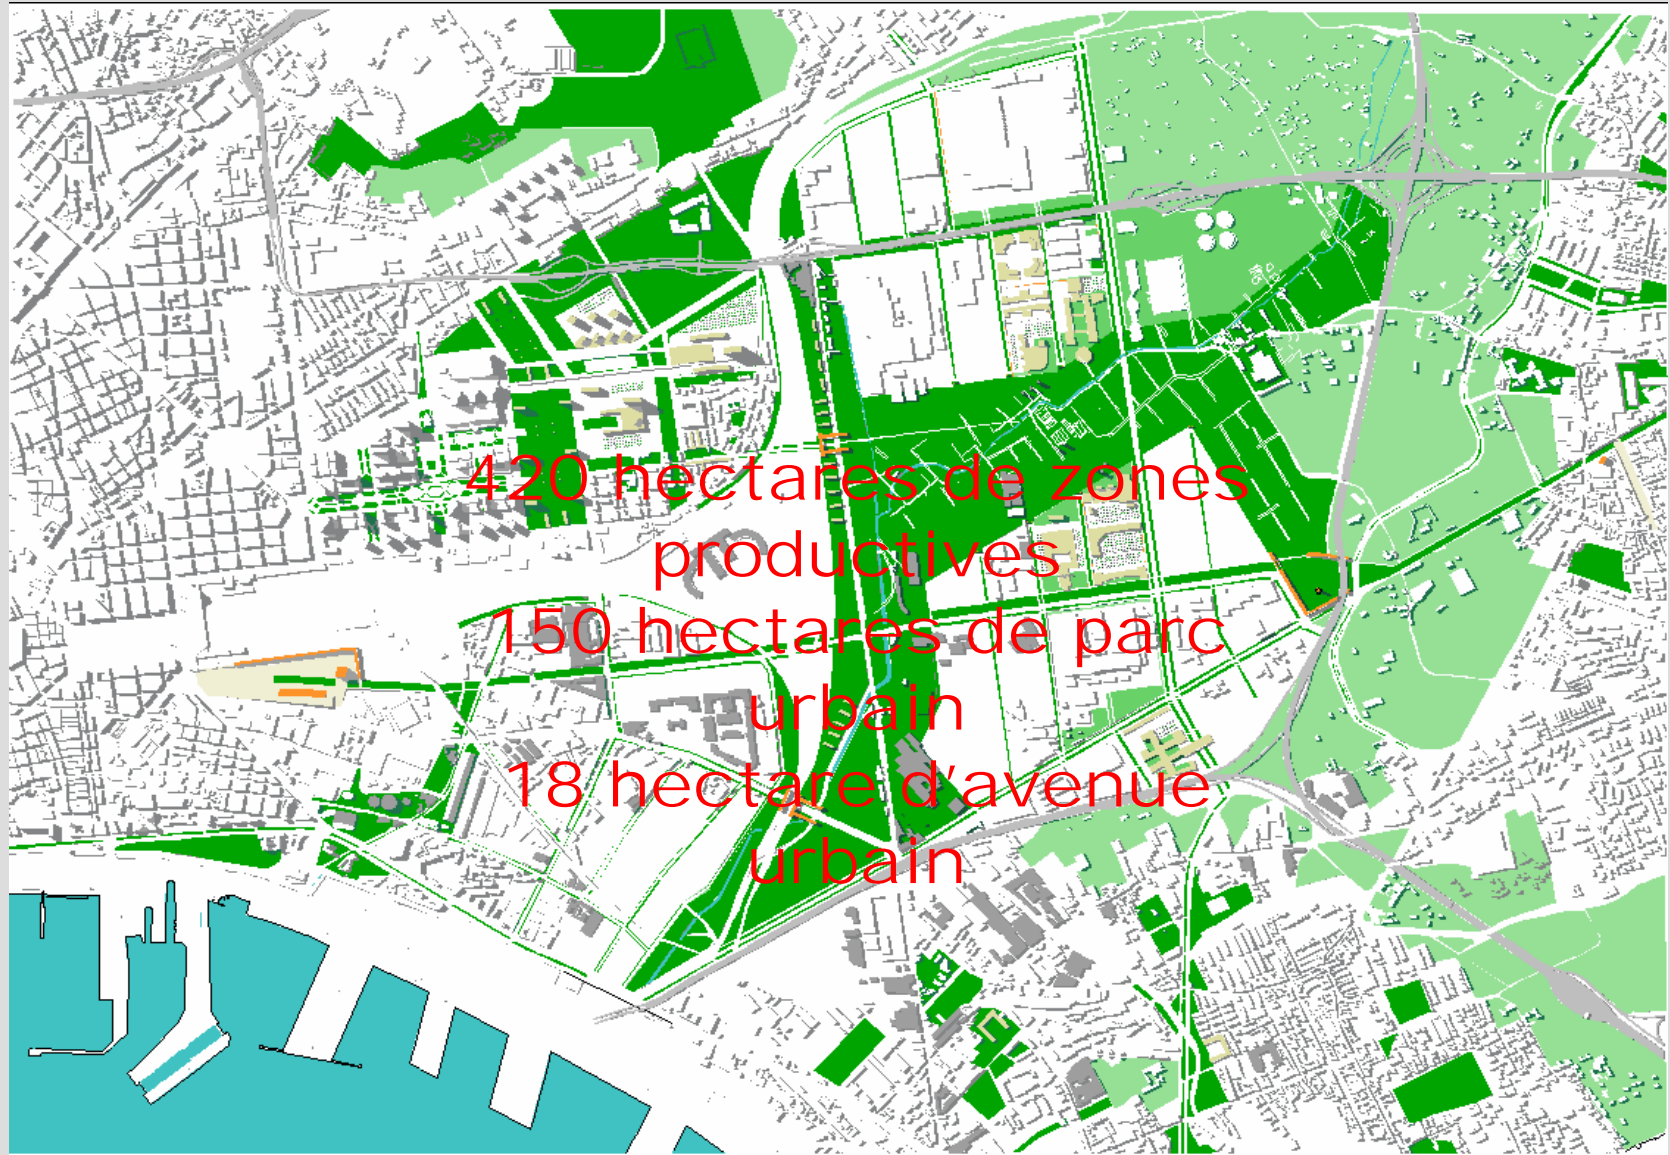 420 hectares de zones
productives
150 hectares de parc
urbain
18 hectare d'avenue
urbain